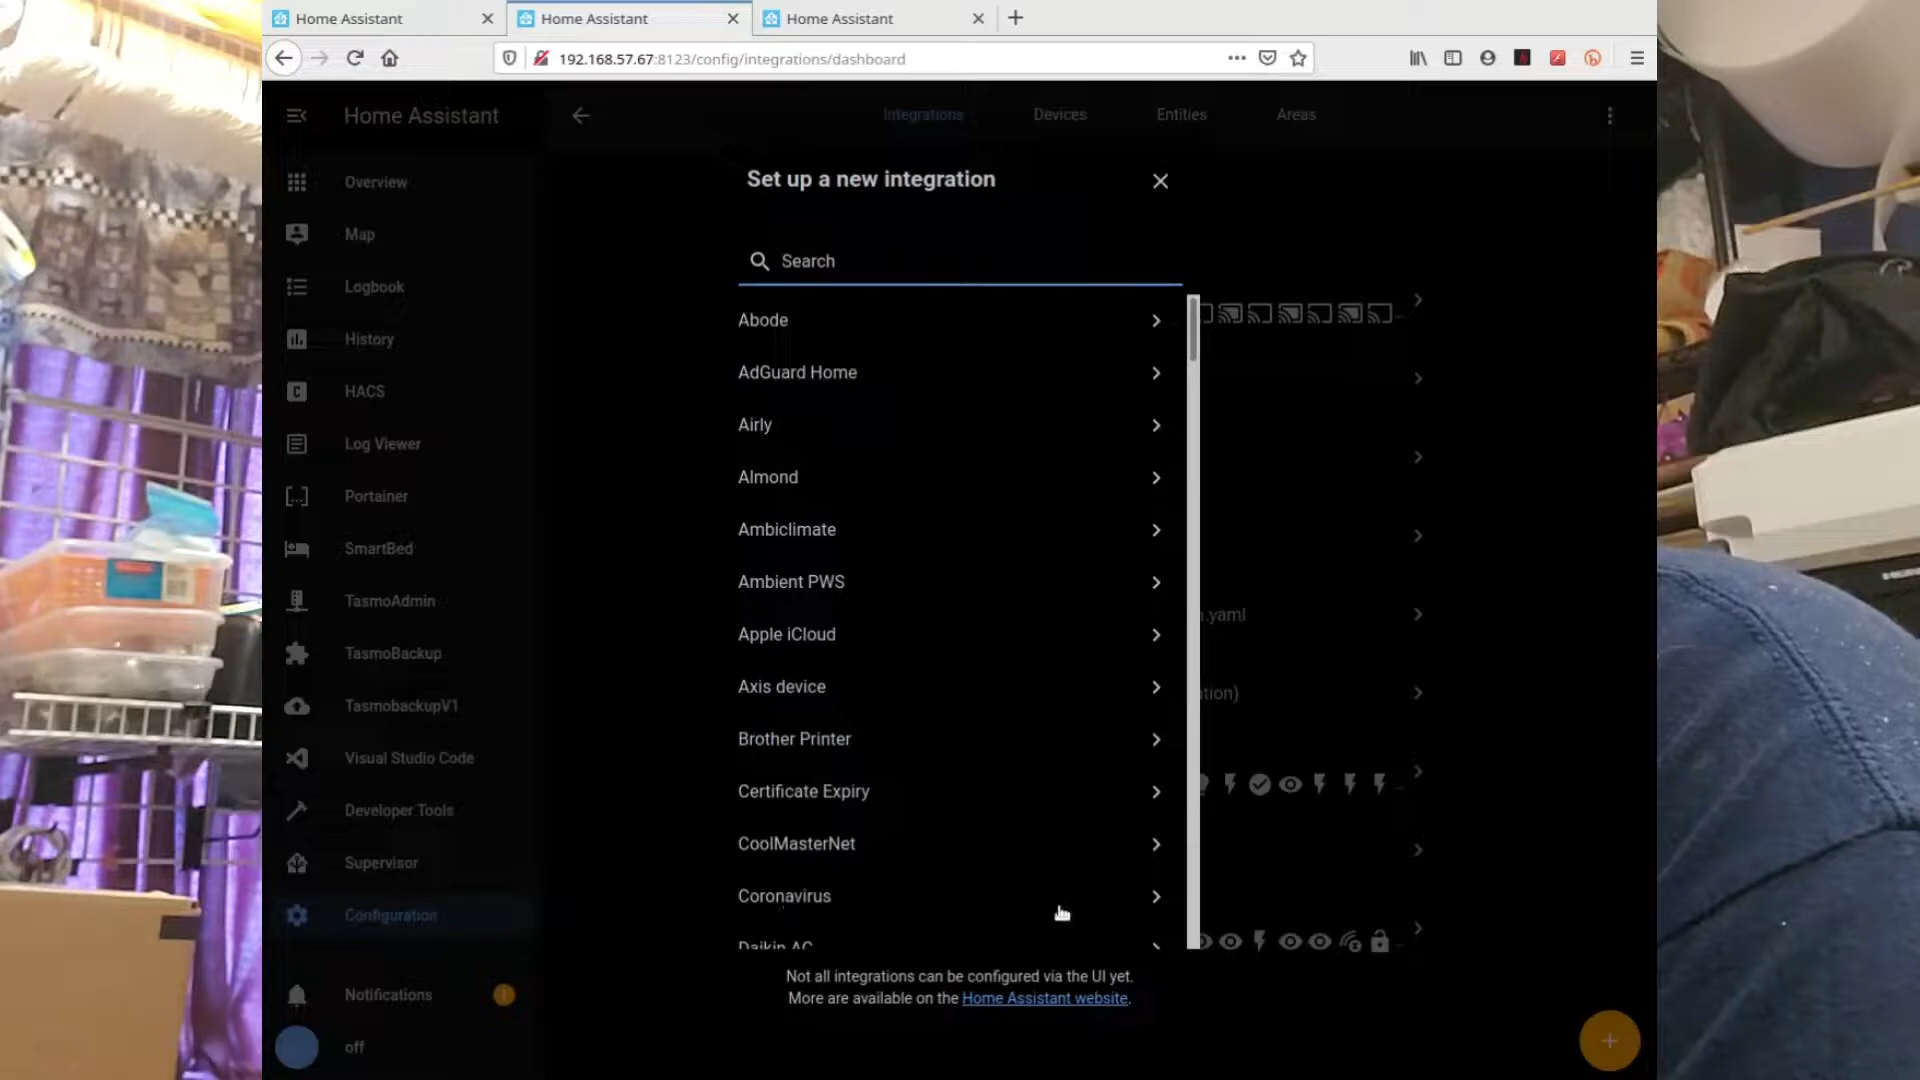 Home Assistant
Home Assistant
Home Assistant
192.168.57.67:8123/config/integrations/dashboard
Home Assistant
Integrations
Devices
Entities
Areas
Overview
Map
Logbook
History
HACS
Log Viewer
Portainer
SmartBed
TasmoAdmin
TasmoBackup
TasmobackupV1
Visual Studio Code
Developer Tools
Supervisor
Configuration
Notifications
off
Set up a new integration
Search
Abode
AdGuard Home
Airly
Almond
Ambiclimate
Ambient PWS
Apple iCloud
Axis device
Brother Printer
Certificate Expiry
CoolMasterNet
Coronavirus
Daikin AC
.yaml
Not all integrations can be configured via the UI yet.
More are available on the Home Assistant website.